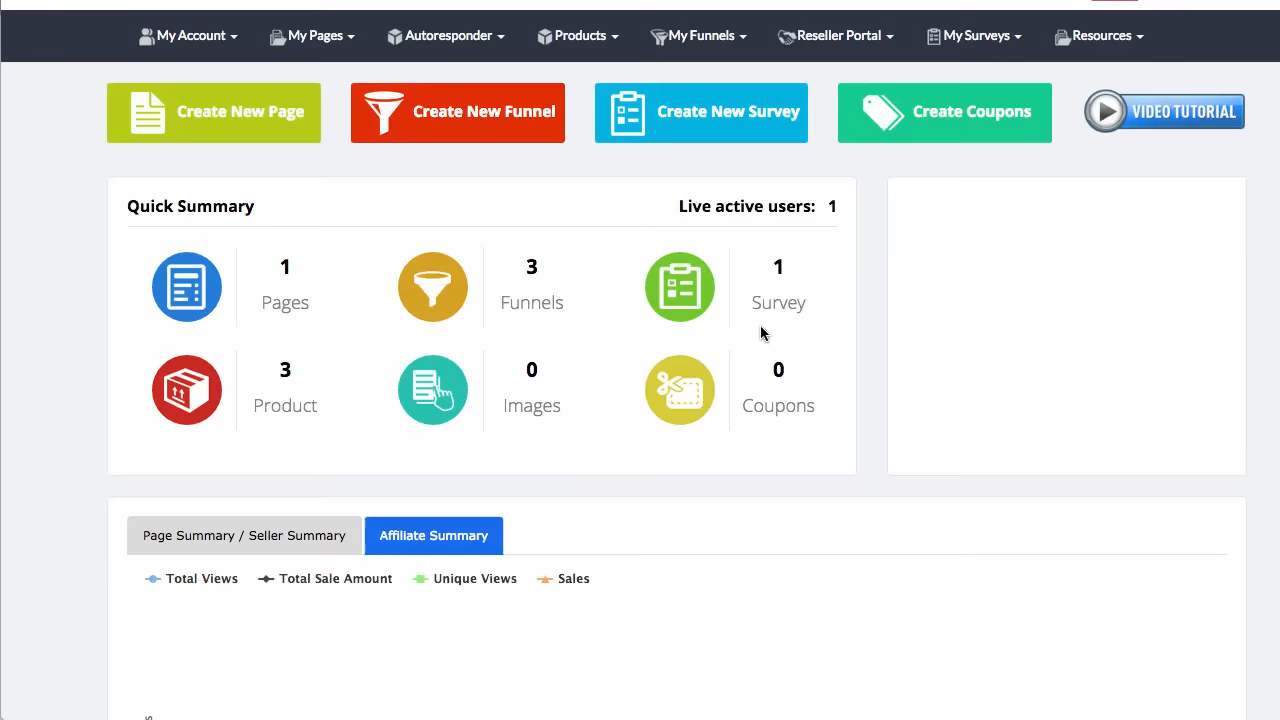 My Account My Pages Autoresponder Products My Funnels Reseller Portal My Surveys Resources
Create New Page Create New Funnel Create New Survey Create Coupons VIDEO TUTORIAL
Quick Summary Live active users: 1
1 3 1
Pages Funnels Survey
3 0 0
Product Images Coupons
Page Summary / Seller Summary Affiliate Summary
Total Views Total Sale Amount Unique Views Sales